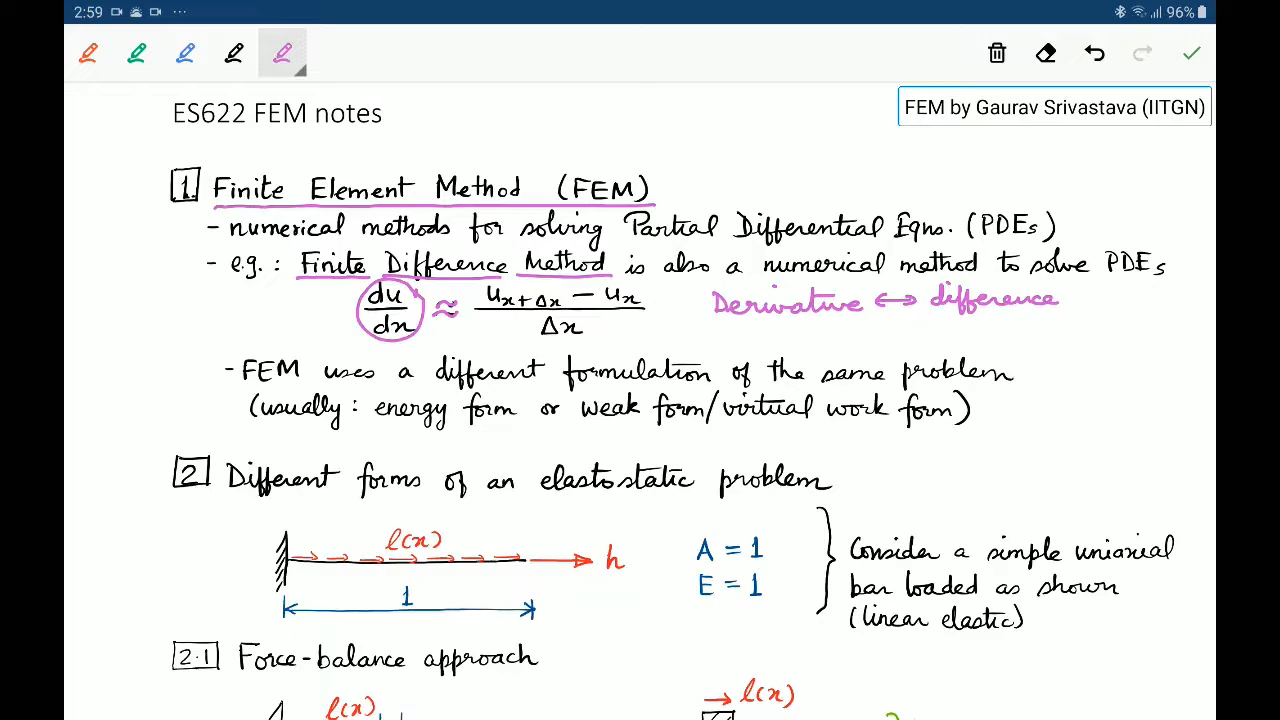 2:59 ... 96%
ES622 FEM notes
FEM by Gaurav Srivastava (IITGN)
1. Finite Element Method (FEM)
- numerical methods for solving Partial Differential Eqns. (PDEs)
- e.g.: Finite Difference Method is also a numerical method to solve PDEs
du/dx ≈ (u_{x+Δx} - u_x)/Δx Derivative ↔ difference
- FEM uses a different formulation of the same problem
(usually: energy form or weak form/virtual work form)
2 Different forms of an elastostatic problem
l(x)
h
1
A = 1
E = 1
Consider a simple uniaxial
bar loaded as shown
(linear elastic)
2.1 Force-balance approach
l(x)
→ l(x)